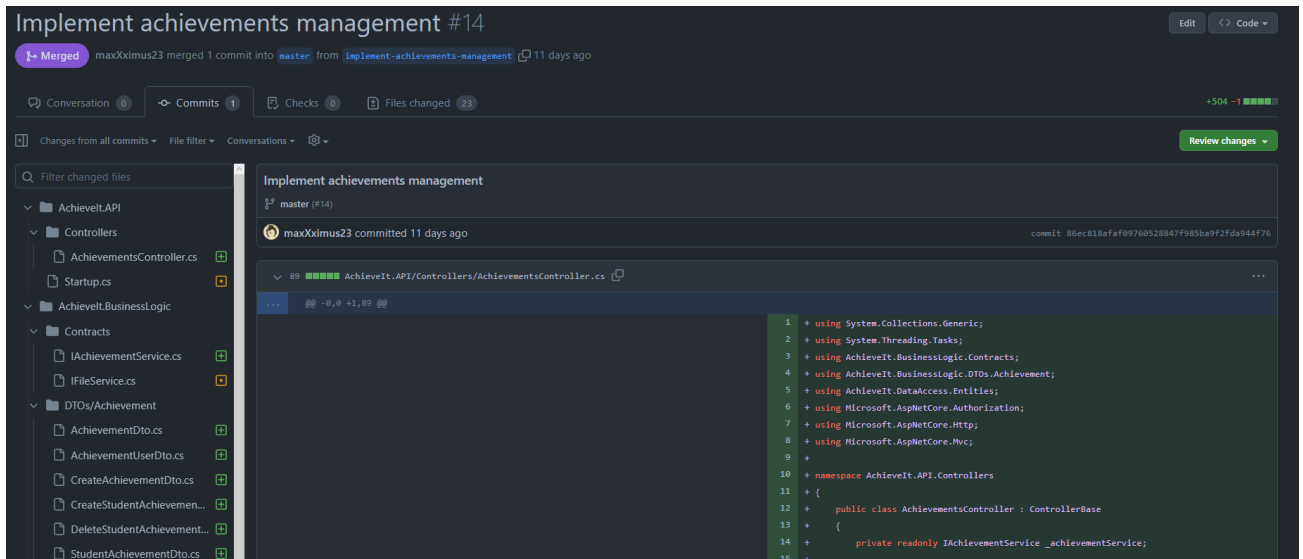 Implement achievements management #14
Edit
<> Code
Merged
maxXximus23 merged 1 commit into master from implement-achievements-management 11 days ago
Conversation 0
Commits 1
Checks 0
Files changed 23
+504 −1
Changes from all commits
File filter
Conversations
Review changes
Filter changed files
AchieveIt.API
Controllers
AchievementsController.cs
Startup.cs
AchieveIt.BusinessLogic
Contracts
IAchievementService.cs
IFileService.cs
DTOs/Achievement
AchievementDto.cs
AchievementUserDto.cs
CreateAchievementDto.cs
CreateStudentAchievemen...
DeleteStudentAchievement...
StudentAchievementDto.cs
Implement achievements management
master (#14)
maxXximus23 committed 11 days ago
commit 86ec818afaf09760528847f985ba9f2fda944f76
89 AchieveIt.API/Controllers/AchievementsController.cs
...
... @@ -0,0 +1,89 @@
1 + using System.Collections.Generic;
2 + using System.Threading.Tasks;
3 + using AchieveIt.BusinessLogic.Contracts;
4 + using AchieveIt.BusinessLogic.DTOs.Achievement;
5 + using AchieveIt.DataAccess.Entities;
6 + using Microsoft.AspNetCore.Authorization;
7 + using Microsoft.AspNetCore.Http;
8 + using Microsoft.AspNetCore.Mvc;
9 +
10 + namespace AchieveIt.API.Controllers
11 + {
12 + public class AchievementsController : ControllerBase
13 + {
14 + private readonly IAchievementService _achievementService;
15